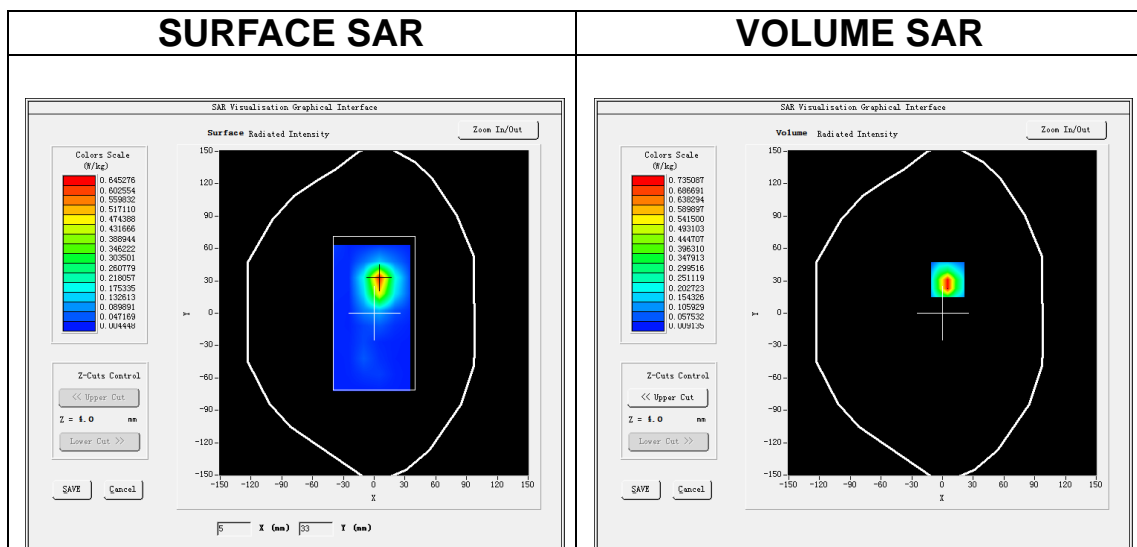 SURFACE SAR
VOLUME SAR
SAR Visualisation Graphical Interface
Surface Radiated Intensity
Zoom In/Out
Colors Scale
(W/kg)
0.645276
0.602554
0.559832
0.517110
0.474388
0.431666
0.388944
0.346222
0.303501
0.260779
0.218057
0.175335
0.132613
0.089891
0.047169
0.004448
150
120
90
60
30
0
-30
-60
-90
-120
-150
Y
-150 -120 -90 -60 -30 0 30 60 90 120 150
X
Z-Cuts Control
<< Upper Cut
Z = 4.0 mm
Lower Cut >>
SAVE Cancel
5 X (mm) 33 Y (mm)
SAR Visualisation Graphical Interface
Volume Radiated Intensity
Zoom In/Out
Colors Scale
(W/kg)
0.735087
0.686691
0.638294
0.589897
0.541500
0.493103
0.444707
0.396310
0.347913
0.299516
0.251119
0.202723
0.154326
0.105929
0.057532
0.009135
150
120
90
60
30
0
-30
-60
-90
-120
-150
Y
-150 -120 -90 -60 -30 0 30 60 90 120 150
X
Z-Cuts Control
<< Upper Cut
Z = 4.0 mm
Lower Cut >>
SAVE Cancel